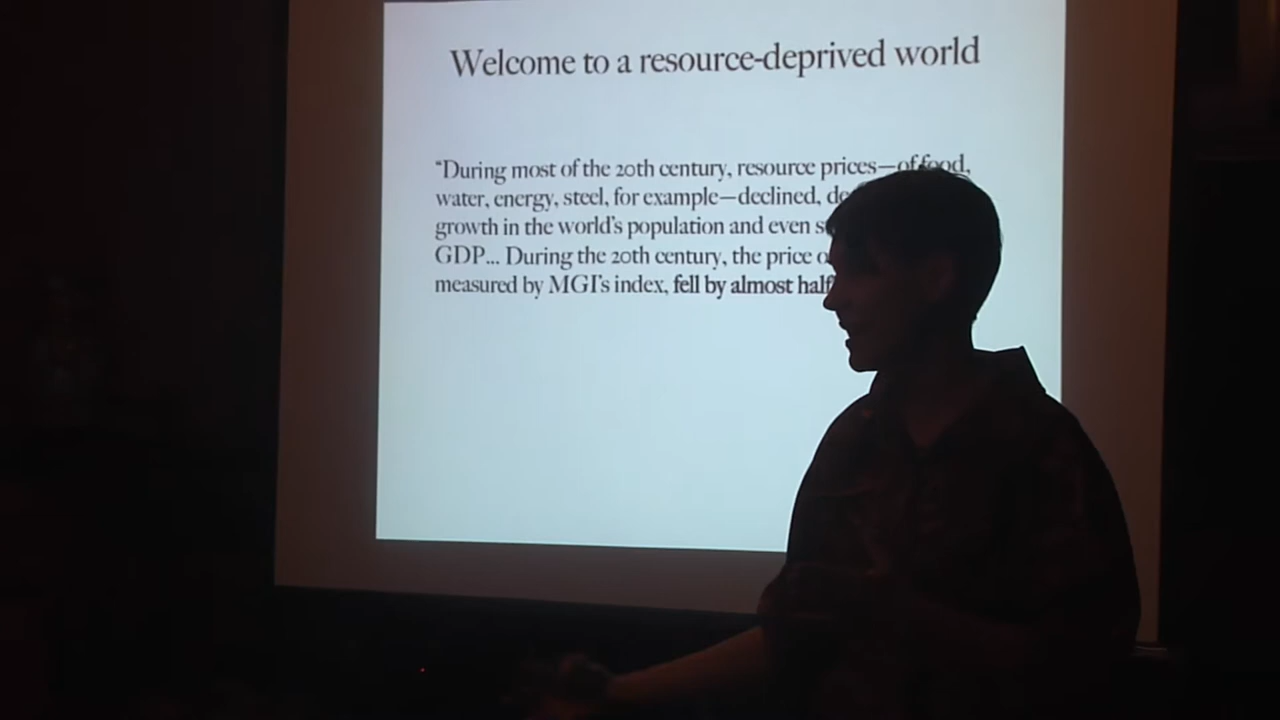 Welcome to a resource-deprived world
“During most of the 20th century, resource prices—of food,
water, energy, steel, for example—declined,
growth in the world's population and even
GDP... During the 20th century, the price
measured by MGI's index, fell by almost half